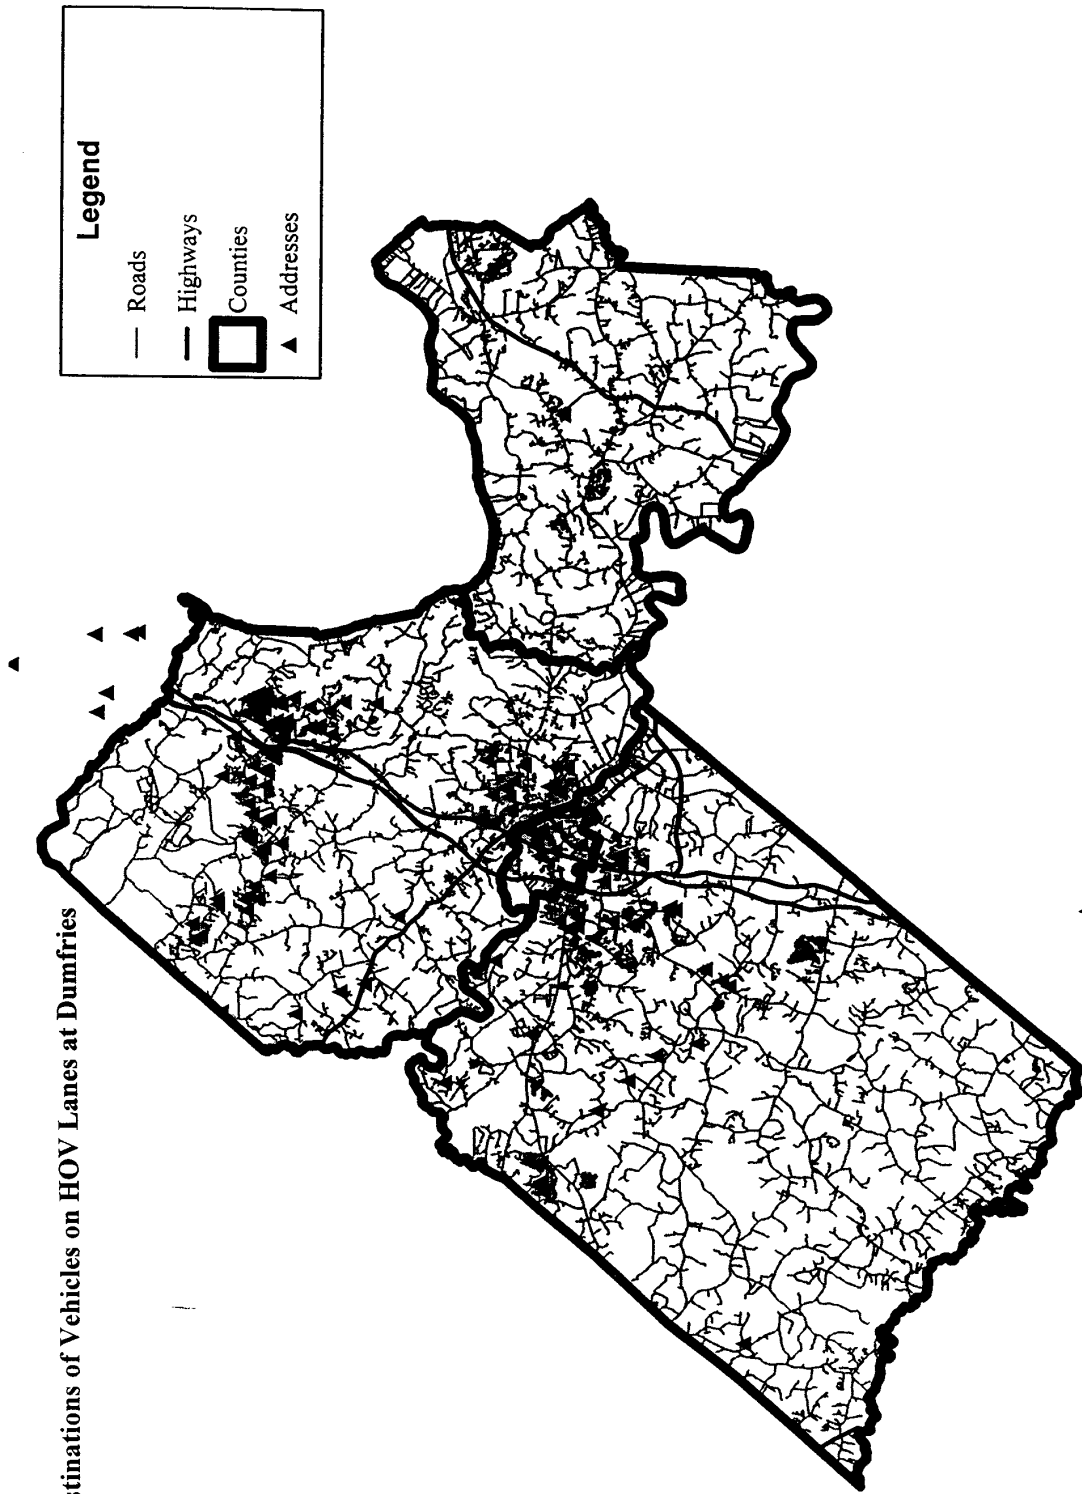 stinations of Vehicles on HOV Lanes at Dumfries
Legend
Roads
Highways
Counties
Addresses